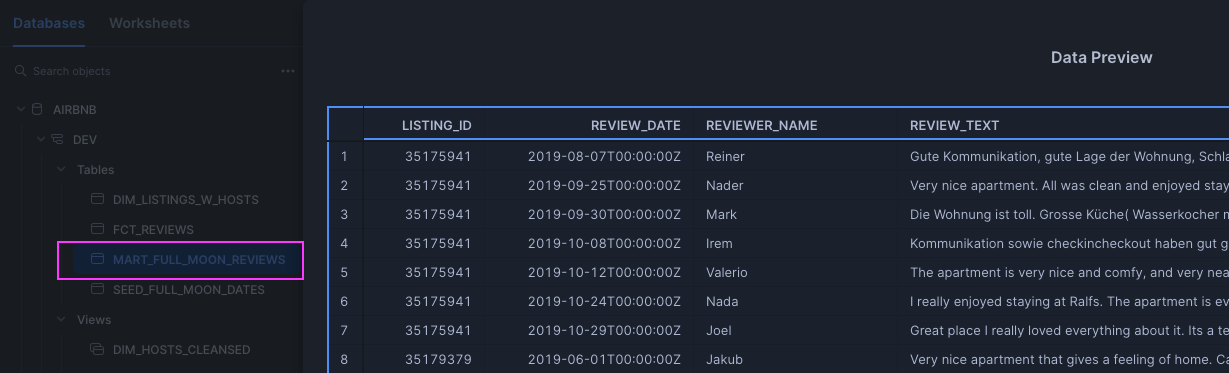 Databases Worksheets
Search objects ...
AIRBNB
DEV
Tables
DIM_LISTINGS_W_HOSTS
FCT_REVIEWS
MART_FULL_MOON_REVIEWS
SEED_FULL_MOON_DATES
Views
DIM_HOSTS_CLEANSED
Data Preview
LISTING_ID REVIEW_DATE REVIEWER_NAME REVIEW_TEXT
1 35175941 2019-08-07T00:00:00Z Reiner Gute Kommunikation, gute Lage der Wohnung,
2 35175941 2019-09-25T00:00:00Z Nader Very nice apartment. All was clean and enjoyed
3 35175941 2019-09-30T00:00:00Z Mark Die Wohnung ist toll. Grosse Küche( Wasserkocher
4 35175941 2019-10-08T00:00:00Z Irem Kommunikation sowie checkincheckout haben gut
5 35175941 2019-10-12T00:00:00Z Valerio The apartment is very nice and comfy, and very
6 35175941 2019-10-24T00:00:00Z Nada I really enjoyed staying at Ralfs. The apartment is
7 35175941 2019-10-29T00:00:00Z Joel Great place I really loved everything about it. Its a
8 35179379 2019-06-01T00:00:00Z Jakub Very nice apartment that gives a feeling of home.